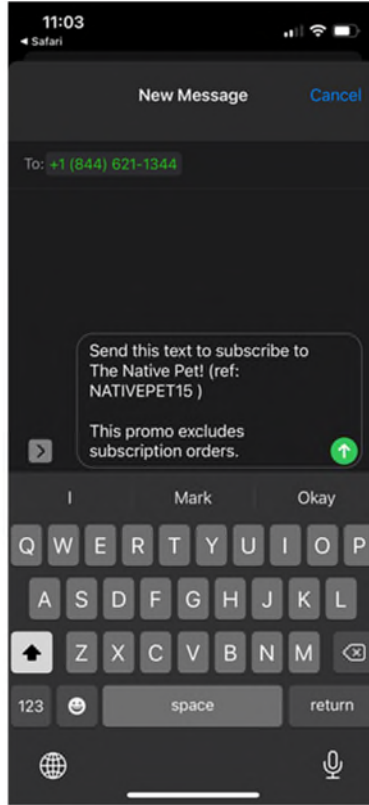 11:03
◄ Safari
New Message
Cancel
To: +1 (844) 621-1344
Send this text to subscribe to
The Native Pet! (ref:
NATIVEPET15 )
This promo excludes
subscription orders.
I Mark Okay
Q W E R T Y U I O P
A S D F G H J K L
Z X C V B N M
123 space return